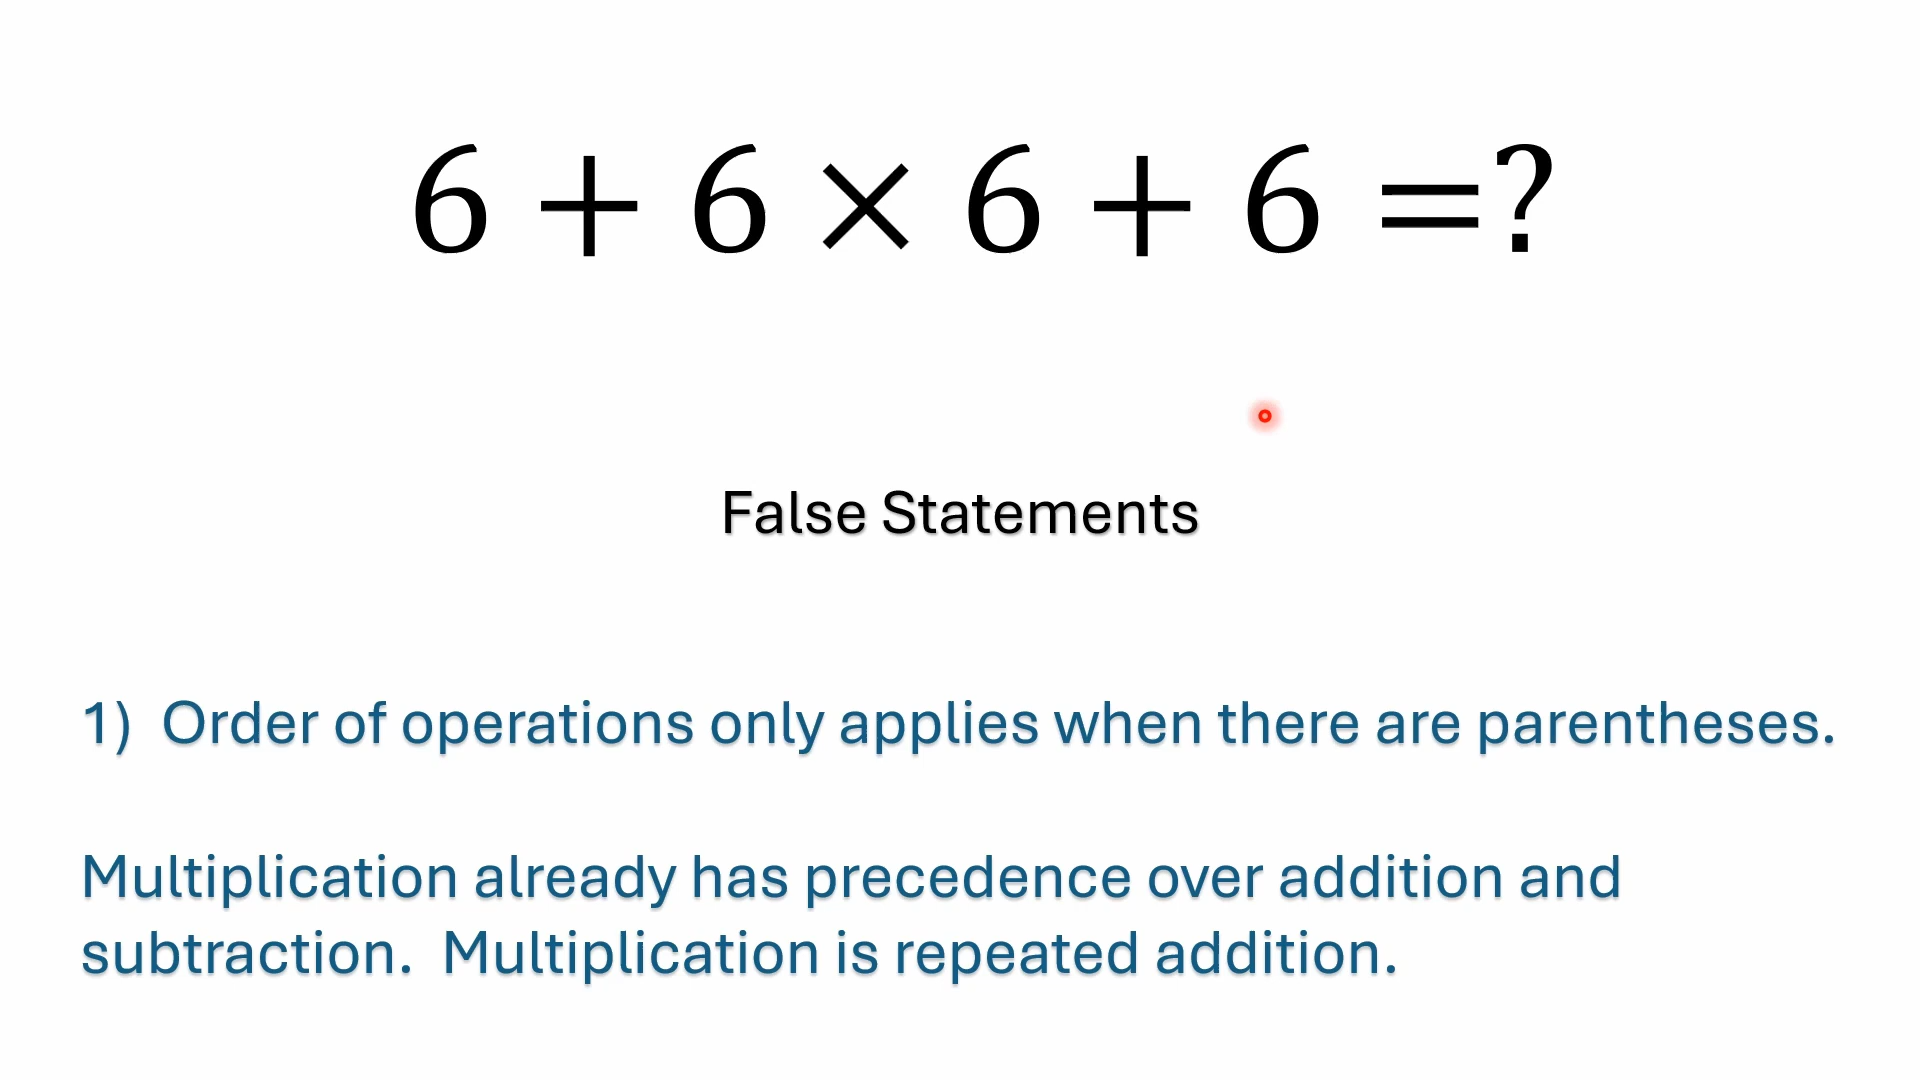 6 + 6 × 6 + 6 =?
False Statements
1) Order of operations only applies when there are parentheses.
Multiplication already has precedence over addition and
subtraction. Multiplication is repeated addition.